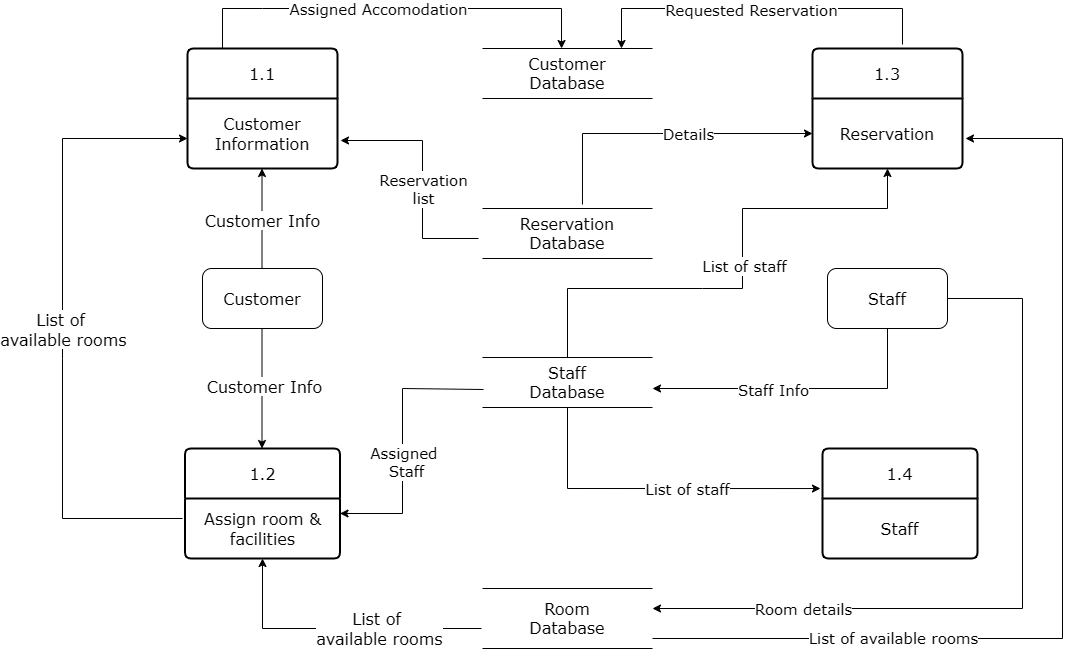 Assigned Accomodation
Requested Reservation
1.1
Customer
Information
Customer
Database
1.3
Reservation
Details
Reservation
list
Customer Info
Reservation
Database
List of staff
Customer
Staff
List of
available rooms
Customer Info
Staff
Database
Staff Info
Assigned
Staff
1.2
Assign room &
facilities
List of staff
1.4
Staff
List of
available rooms
Room
Database
Room details
List of available rooms